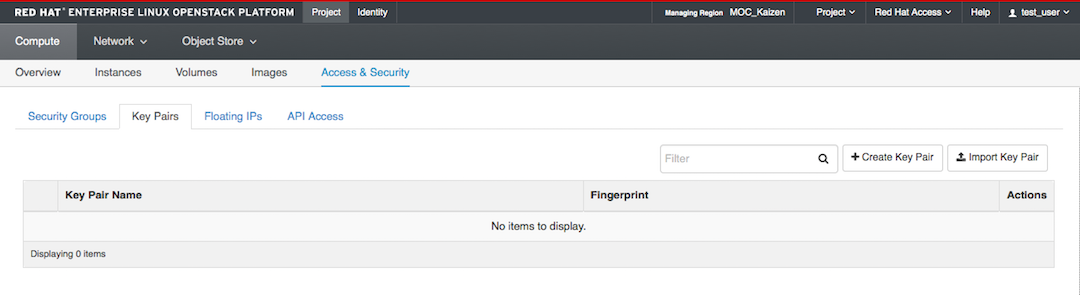 RED HAT® ENTERPRISE LINUX OPENSTACK PLATFORM Project Identity Managing Region MOC_Kaizen Project Red Hat Access Help test_user
Compute Network Object Store
Overview Instances Volumes Images Access & Security
Security Groups Key Pairs Floating IPs API Access
Filter + Create Key Pair Import Key Pair
Key Pair Name Fingerprint Actions
No items to display.
Displaying 0 items